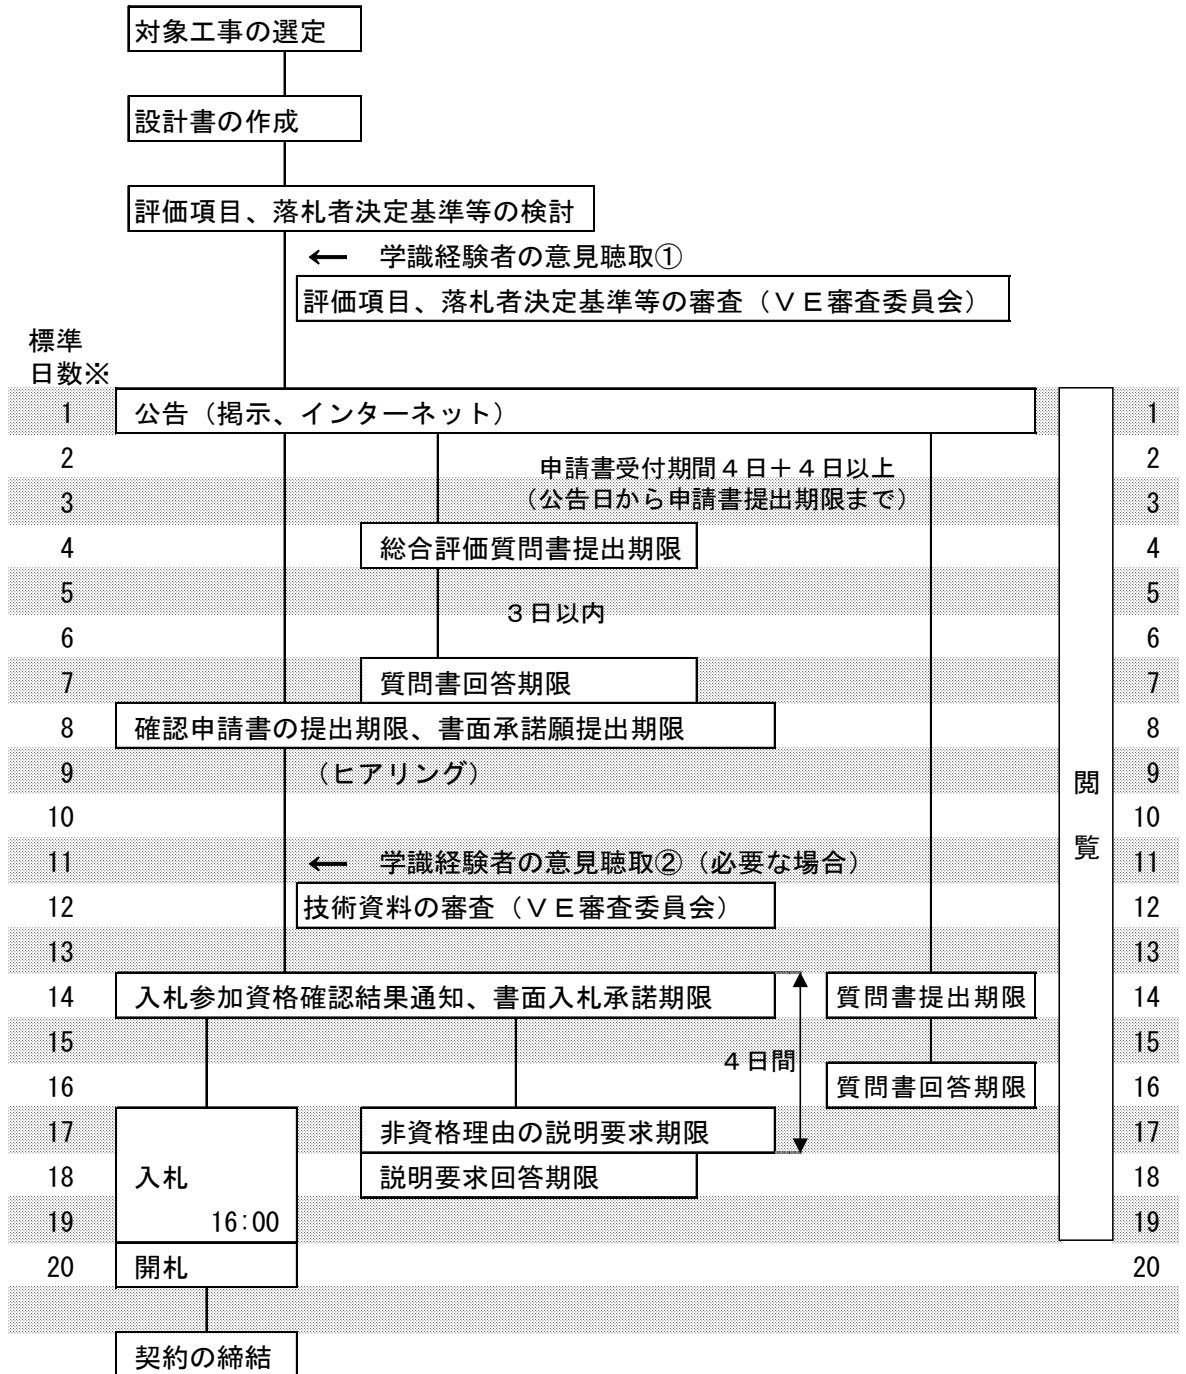 対象工事の選定
設計書の作成
評価項目、落札者決定基準等の検討
← 学識経験者の意見聴取①
評価項目、落札者決定基準等の審査（ＶＥ審査委員会）
標準
日数※
1 公告（掲示、インターネット） 1
2 申請書受付期間４日＋４日以上 2
3 （公告日から申請書提出期限まで） 3
4 総合評価質問書提出期限 4
5 5
３日以内
6 6
7 質問書回答期限 7
8 確認申請書の提出期限、書面承諾願提出期限 8
9 （ヒアリング） 閲 9
10 10
11 ← 学識経験者の意見聴取②（必要な場合） 覧 11
12 技術資料の審査（ＶＥ審査委員会） 12
13 13
14 入札参加資格確認結果通知、書面入札承諾期限 質問書提出期限 14
15 15
４日間
16 質問書回答期限 16
17 非資格理由の説明要求期限 17
18 入札 説明要求回答期限 18
19 16:00 19
20 開札 20
契約の締結